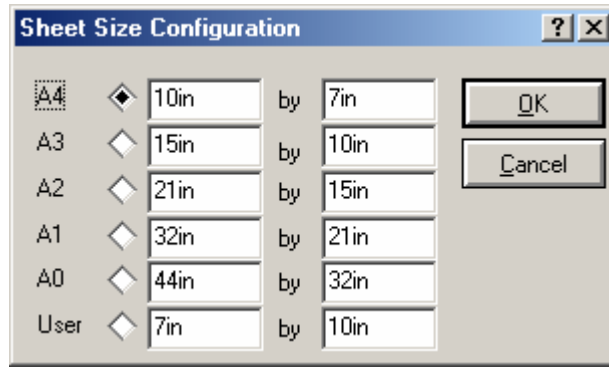 Sheet Size Configuration
A4 10in by 7in
OK
A3 15in by 10in
Cancel
A2 21in by 15in
A1 32in by 21in
A0 44in by 32in
User 7in by 10in